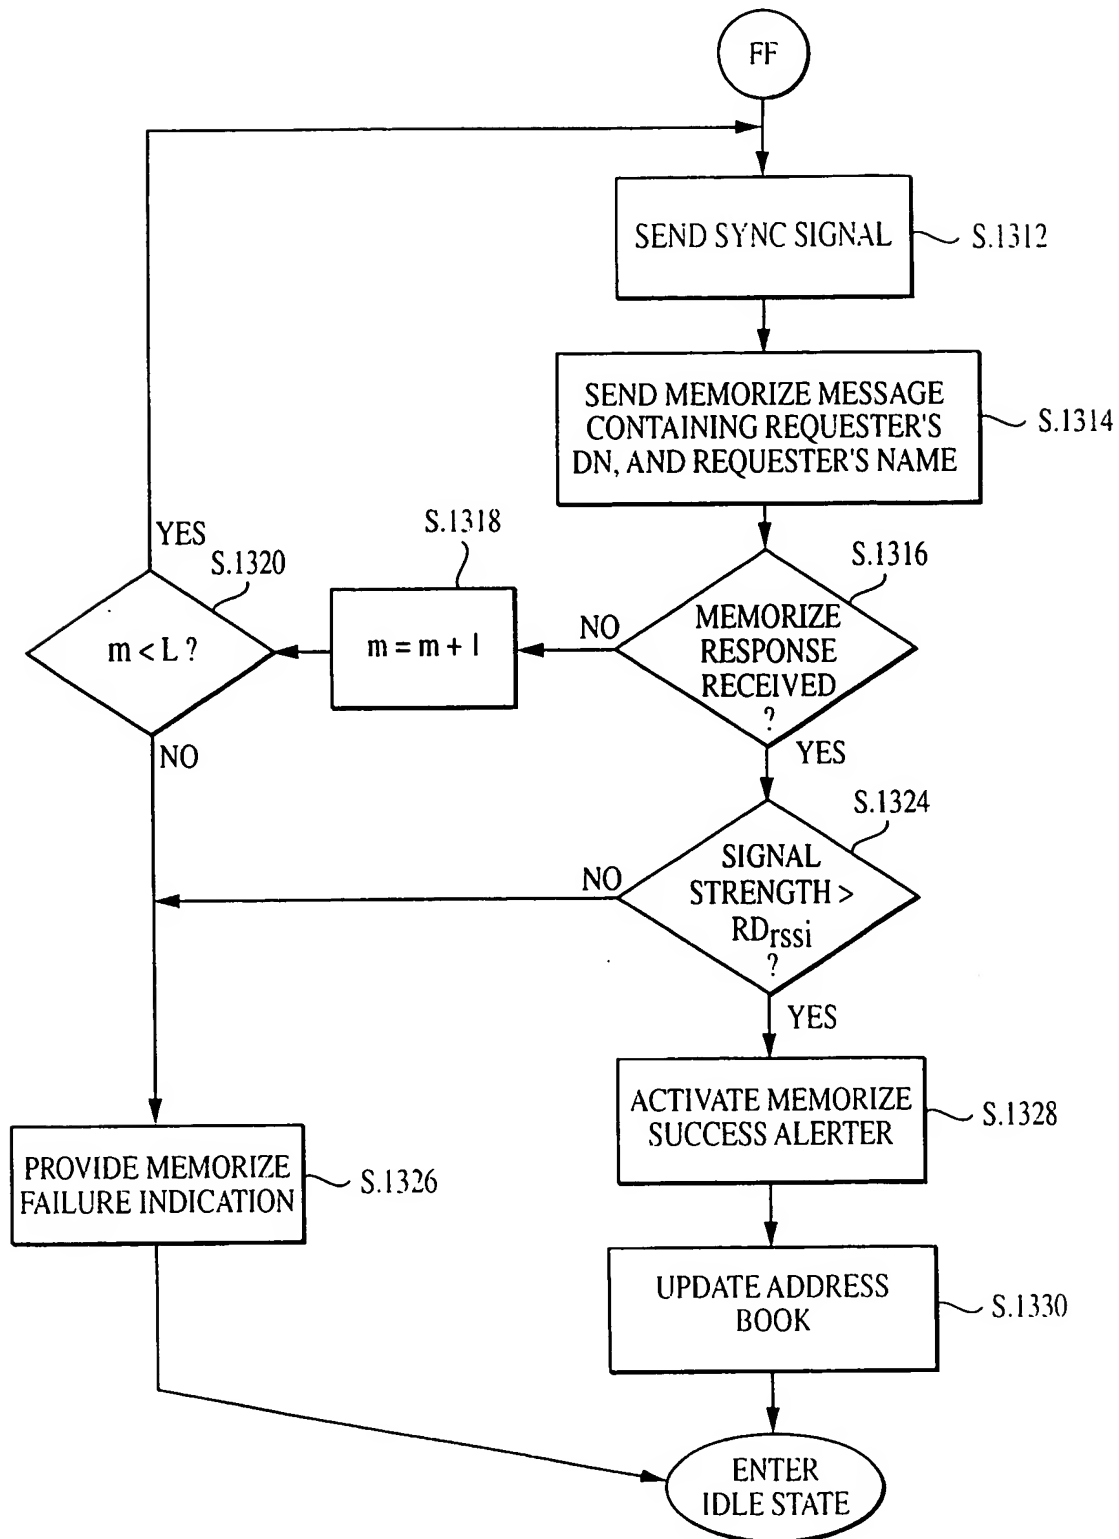 FF
SEND SYNC SIGNAL
S.1312
SEND MEMORIZE MESSAGE
CONTAINING REQUESTER'S
DN, AND REQUESTER'S NAME
S.1314
S.1316
MEMORIZE
RESPONSE
RECEIVED
?
NO
YES
S.1318
m = m + 1
S.1320
m < L ?
YES
NO
S.1324
SIGNAL
STRENGTH >
RDrssi
?
NO
YES
ACTIVATE MEMORIZE
SUCCESS ALERTER
S.1328
PROVIDE MEMORIZE
FAILURE INDICATION
S.1326
UPDATE ADDRESS
BOOK
S.1330
ENTER
IDLE STATE